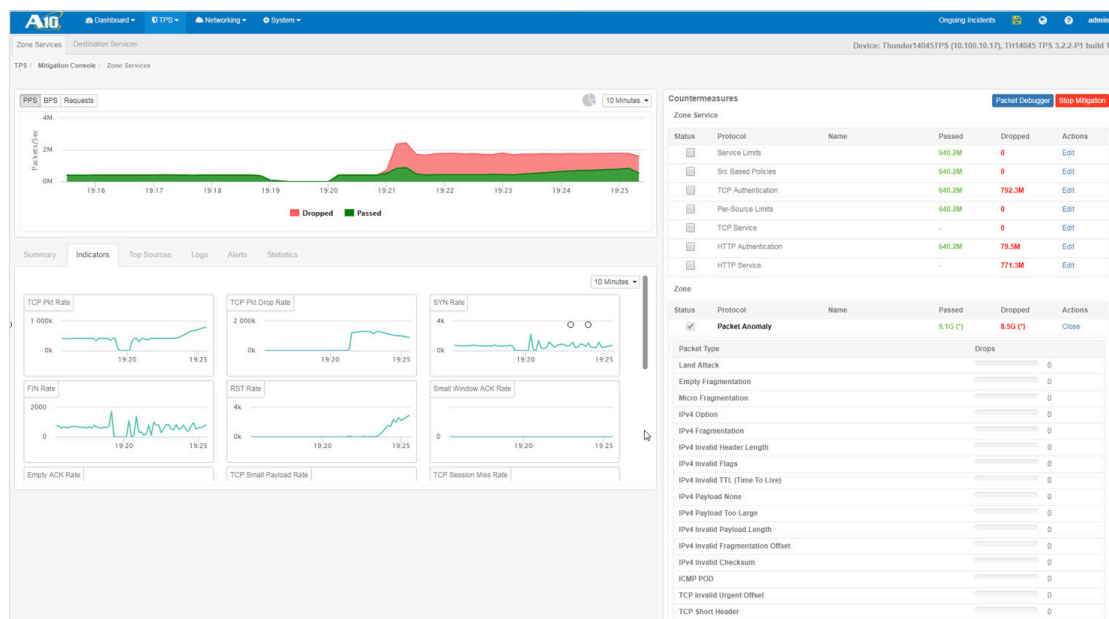 A10 Dashboard TPS Networking System Ongoing Incidents admin
Zone Services Destination Services Device: Thunder14045TPS (10.100.10.17), TH14045 TPS 3.2.2-P1 build 1
TPS / Mitigation Console / Zone Services
PPS BPS Requests 10 Minutes
4M
2M
0M
Packets/Sec
19:16 19:17 19:18 19:19 19:20 19:21 19:22 19:23 19:24 19:25
Dropped Passed
Summary Indicators Top Sources Logs Alerts Statistics
10 Minutes
TCP Pkt Rate
1 000k
0k
19:20 19:25
TCP Pkt Drop Rate
2 000k
0k
19:20 19:25
SYN Rate
4k
0k
19:20 19:25
FIN Rate
2000
0
19:20 19:25
RST Rate
4k
0k
19:20 19:25
Small Window ACK Rate
0
19:20 19:25
Empty ACK Rate
TCP Small Payload Rate
TCP Session Miss Rate
Countermeasures Packet Debugger Stop Mitigation
Zone Service
Status Protocol Name Passed Dropped Actions
Service Limits 640.2M 0 Edit
Src Based Policies 640.2M 0 Edit
TCP Authentication 640.2M 792.3M Edit
Per-Source Limits 640.2M 0 Edit
TCP Service - 0 Edit
HTTP Authentication 640.2M 79.5M Edit
HTTP Service - 771.3M Edit
Zone
Status Protocol Name Passed Dropped Actions
Packet Anomaly 9.1G (*) 8.5G (*) Close
Packet Type Drops
Land Attack 0
Empty Fragmentation 0
Micro Fragmentation 0
IPv4 Option 0
IPv4 Fragmentation 0
IPv4 Invalid Header Length 0
IPv4 Invalid Flags 0
IPv4 Invalid TTL (Time To Live) 0
IPv4 Payload None 0
IPv4 Payload Too Large 0
IPv4 Invalid Payload Length 0
IPv4 Invalid Fragmentation Offset 0
IPv4 Invalid Checksum 0
ICMP POD 0
TCP Invalid Urgent Offset 0
TCP Short Header 0